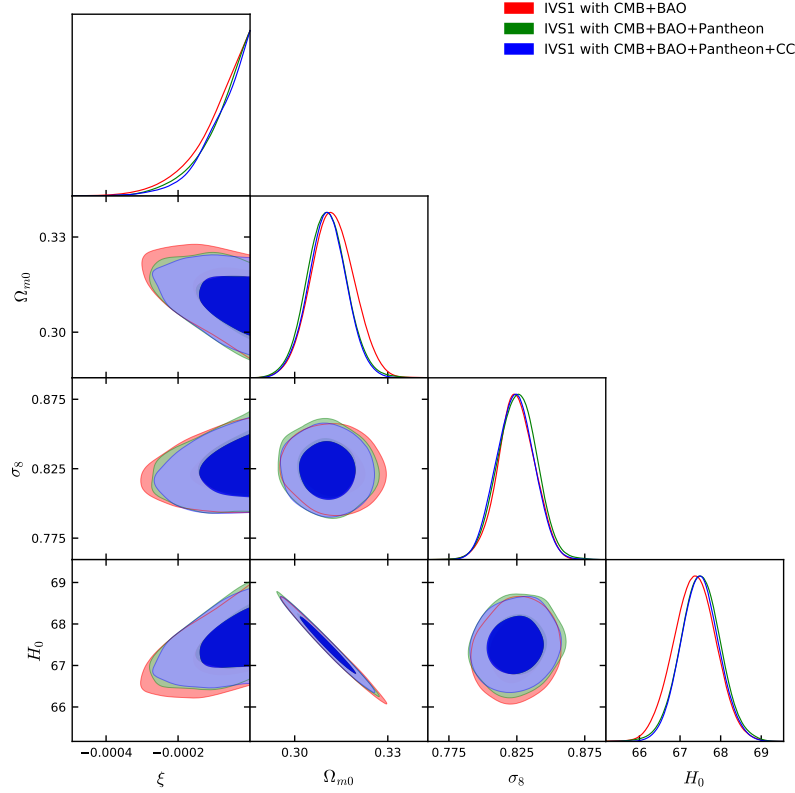 IVS1 with CMB+BAO
IVS1 with CMB+BAO+Pantheon
IVS1 with CMB+BAO+Pantheon+CC
0.33
0.30
Ωm0
0.875
0.825
0.775
σ8
69
68
67
66
H0
−0.0004 −0.0002
0.30 0.33
0.775 0.825 0.875
66 67 68 69
ξ
Ωm0
σ8
H0